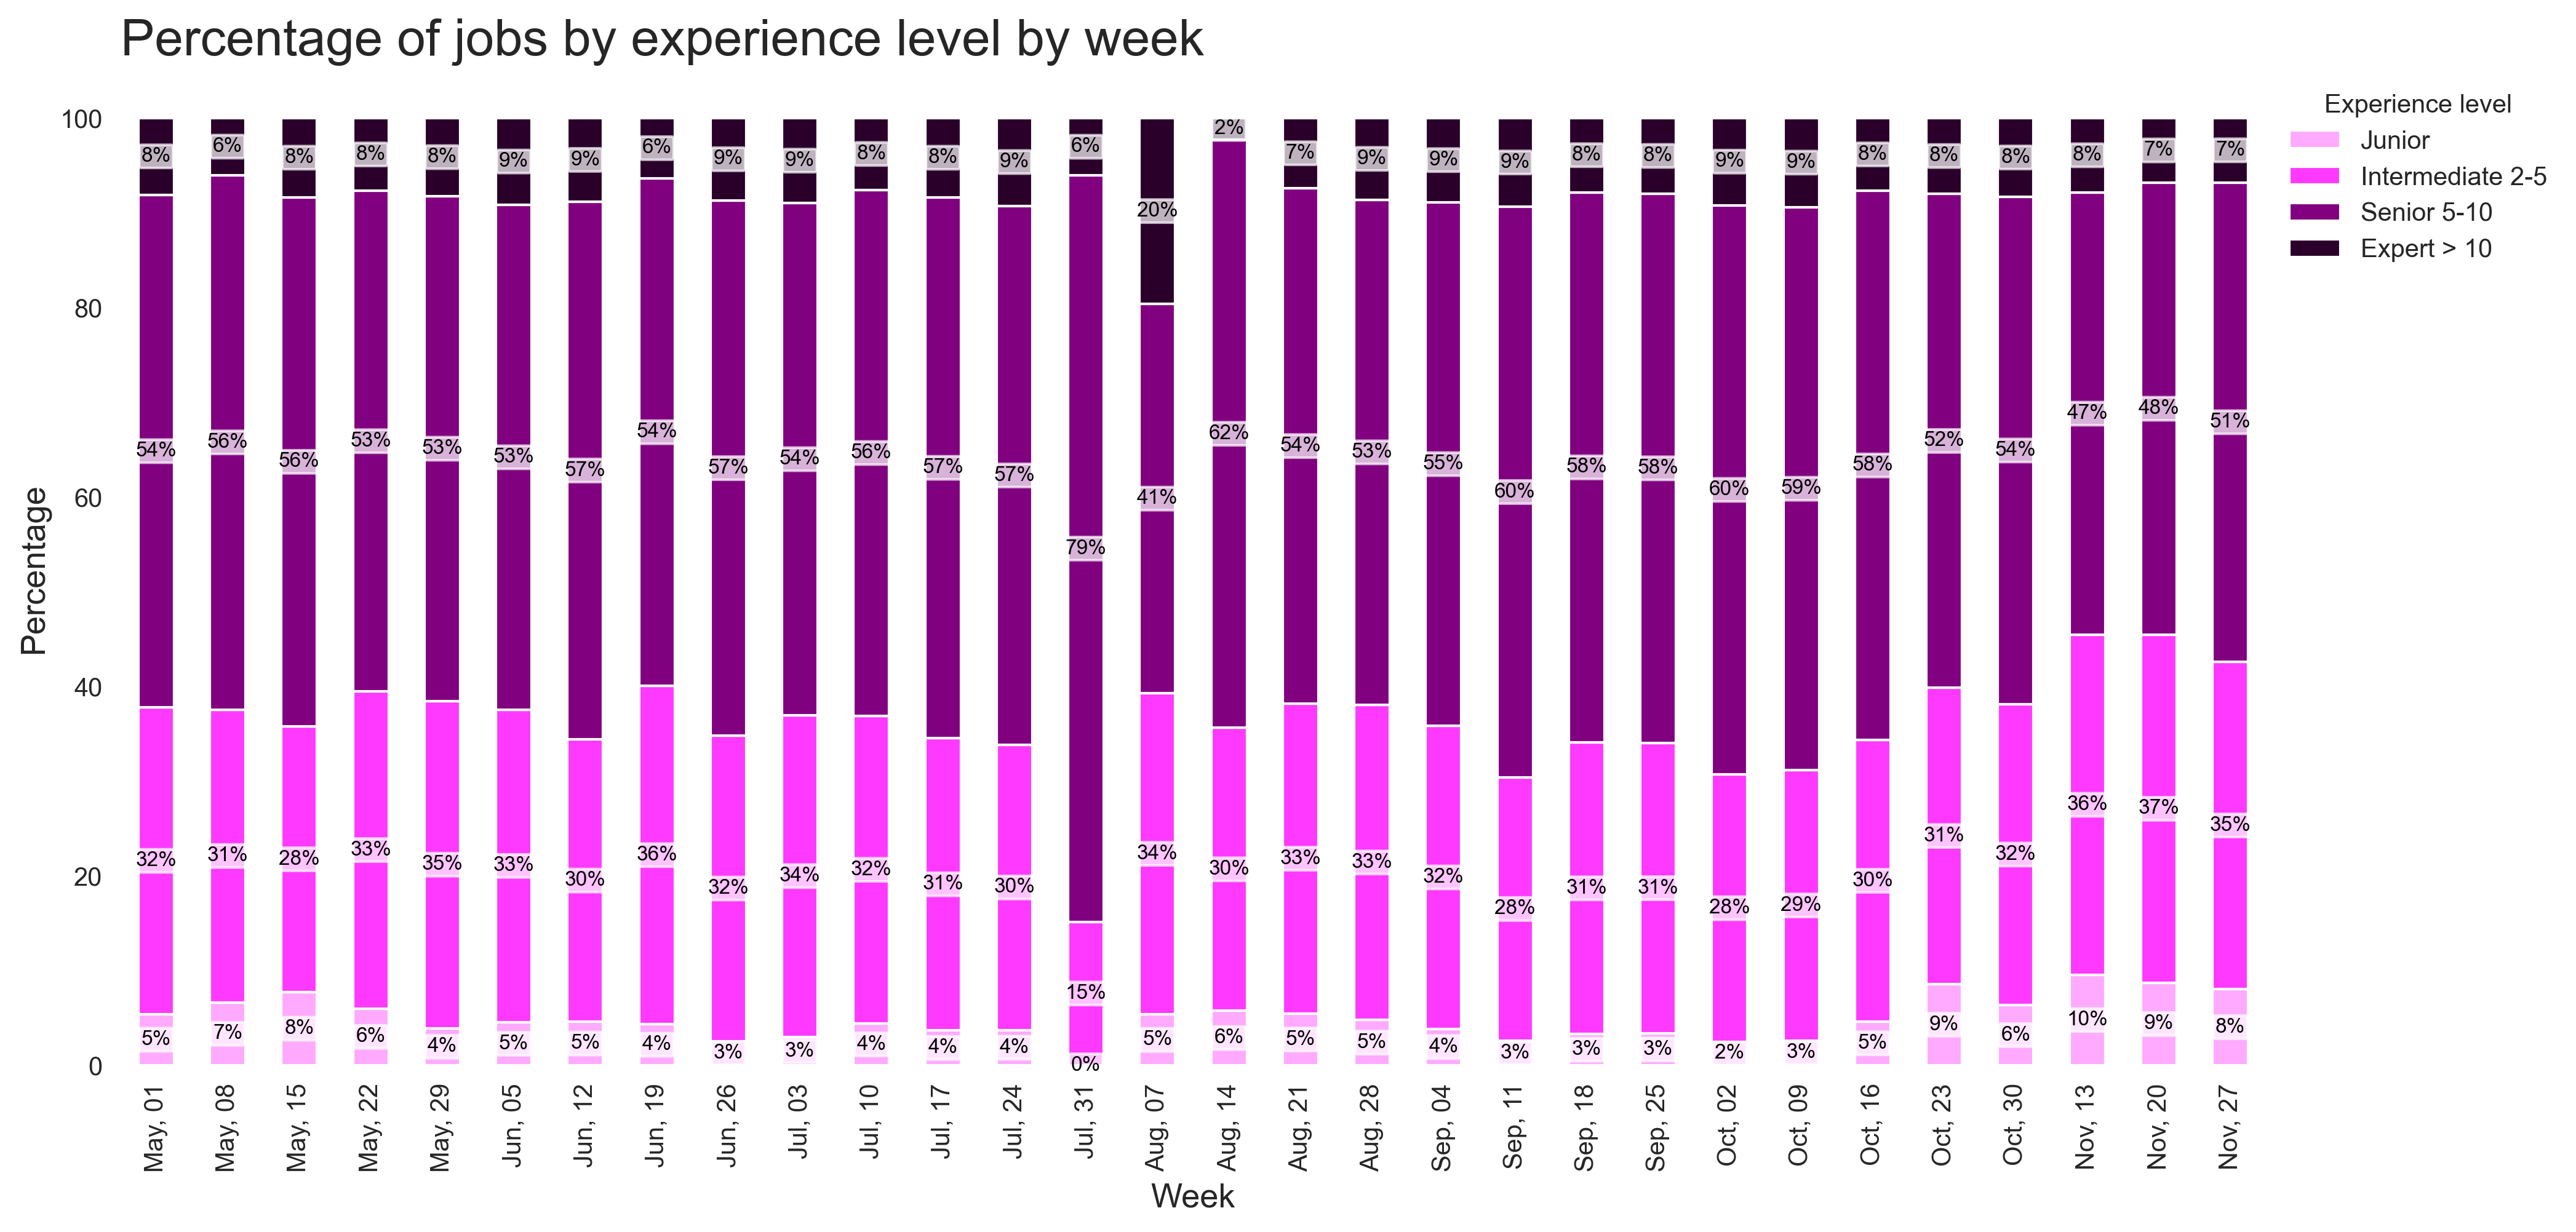 Percentage of jobs by experience level by week
Experience level
Junior
Intermediate 2-5
Senior 5-10
Expert > 10
Percentage
100
80
60
40
20
0
8% 6% 8% 8% 8% 9% 9% 6% 9% 9% 8% 8% 9% 6% 20% 2% 7% 9% 9% 9% 8% 8% 9% 9% 8% 8% 8% 8% 7% 7%
54% 56% 56% 53% 53% 53% 57% 54% 57% 54% 56% 57% 57% 79% 41% 62% 54% 53% 55% 60% 58% 58% 60% 59% 58% 52% 54% 47% 48% 51%
32% 31% 28% 33% 35% 33% 30% 36% 32% 34% 32% 31% 30% 15% 34% 30% 33% 33% 32% 28% 31% 31% 28% 29% 30% 31% 32% 36% 37% 35%
5% 7% 8% 6% 4% 5% 5% 4% 3% 3% 4% 4% 4% 0% 5% 6% 5% 5% 4% 3% 3% 3% 2% 3% 5% 9% 6% 10% 9% 8%
May, 01
May, 08
May, 15
May, 22
May, 29
Jun, 05
Jun, 12
Jun, 19
Jun, 26
Jul, 03
Jul, 10
Jul, 17
Jul, 24
Jul, 31
Aug, 07
Aug, 14
Aug, 21
Aug, 28
Sep, 04
Sep, 11
Sep, 18
Sep, 25
Oct, 02
Oct, 09
Oct, 16
Oct, 23
Oct, 30
Nov, 13
Nov, 20
Nov, 27
Week